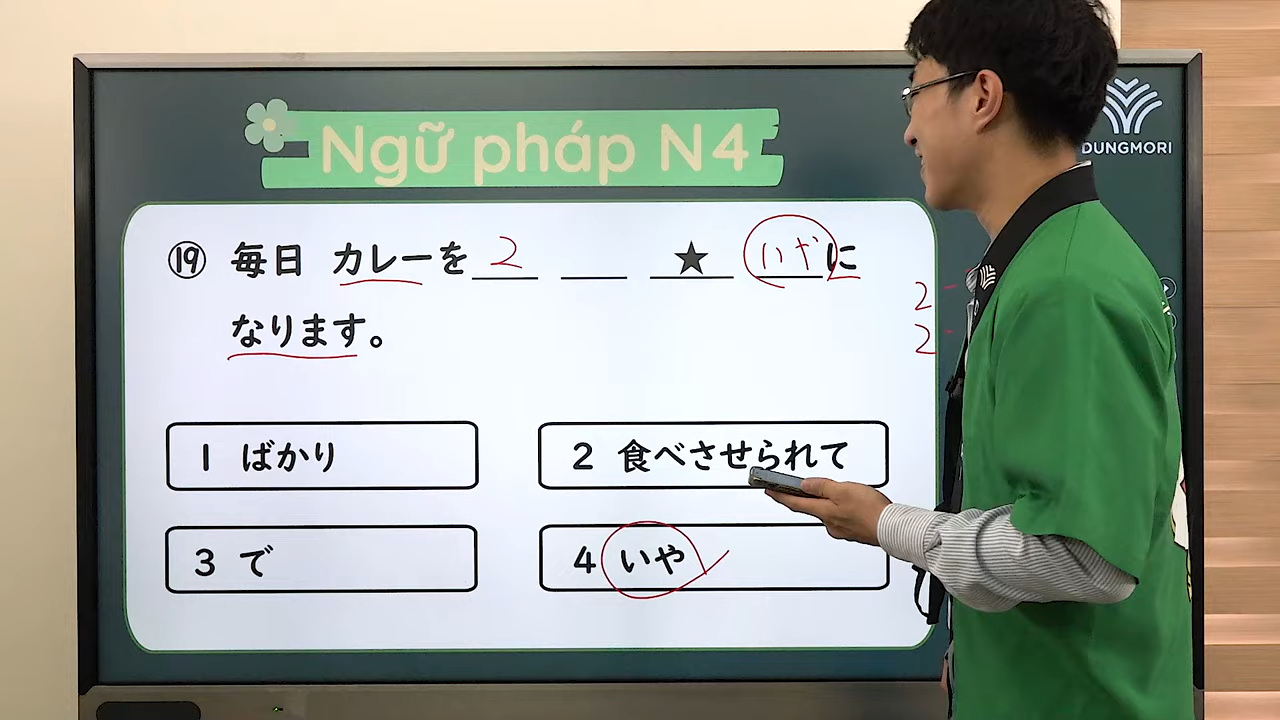 Ngữ pháp N4
DUNGMORI
⑲ 毎日 カレーを 2 ★ いやに
なります。
2 -
2 -
1 ばかり
2 食べさせられて
3 で
4 いや